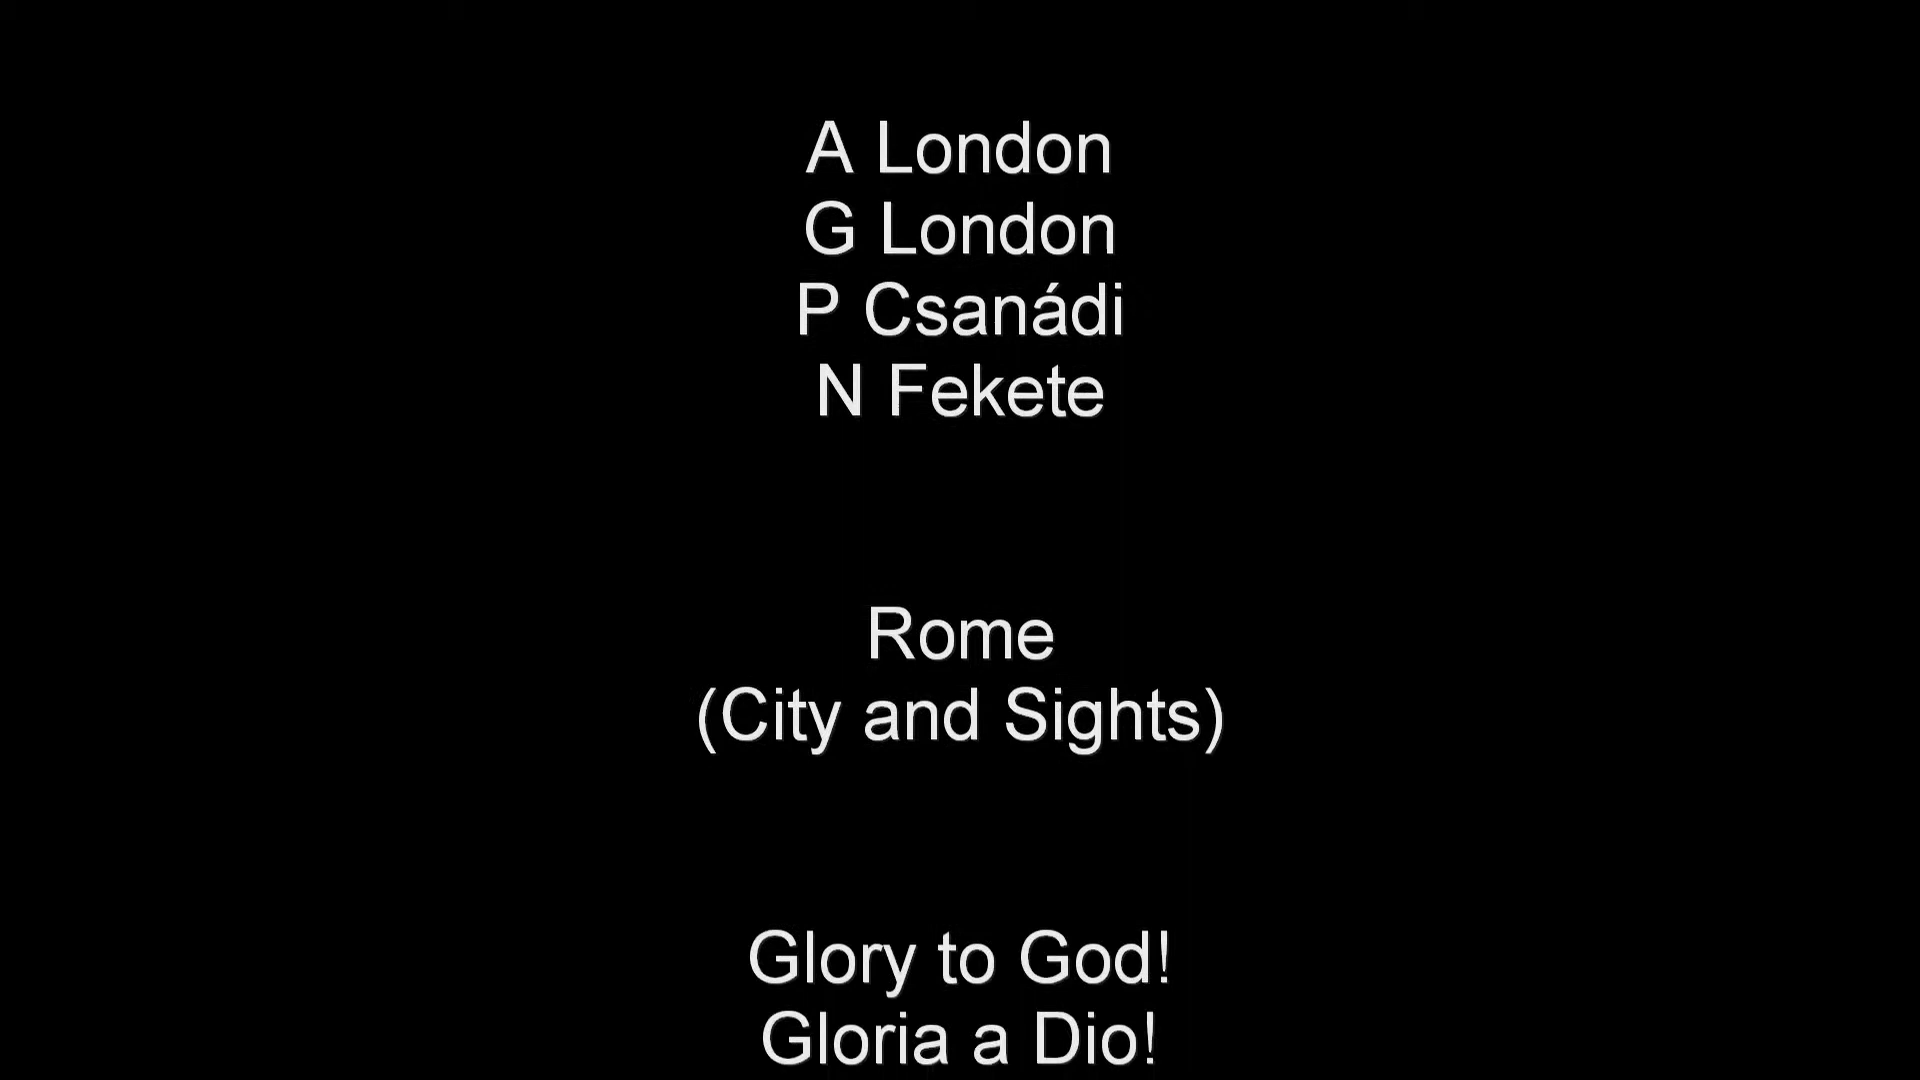 A London
G London
P Csanádi
N Fekete
Rome
(City and Sights)
Glory to God!
Gloria a Dio!